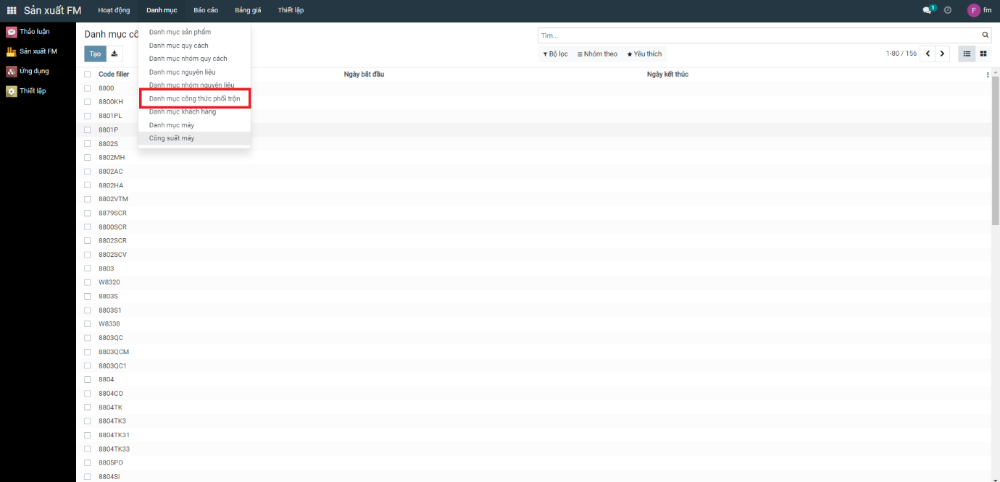 Sản xuất FM Hoạt động Danh mục Báo cáo Bảng giá Thiết lập 1 F fm
Thảo luận
Sản xuất FM
Ứng dụng
Thiết lập
Danh mục cô
Tìm...
Tạo
Bộ lọc Nhóm theo Yêu thích 1-80 / 156
Danh mục sản phẩm
Danh mục quy cách
Danh mục nhóm quy cách
Danh mục nguyên liệu
Danh mục nhóm nguyên liệu
Danh mục công thức phối trộn
Danh mục khách hàng
Danh mục máy
Công suất máy
Code filler Ngày bắt đầu Ngày kết thúc
8800
8800KH
8801PL
8801P
8802S
8802MH
8802AC
8802HA
8802VTM
8879SCR
8800SCR
8802SCR
8802SCV
8803
W8320
8803S
8803S1
W8338
8803QC
8803QCM
8803QC1
8804
8804CO
8804TK
8804TK3
8804TK31
8804TK33
8805PO
8804SI